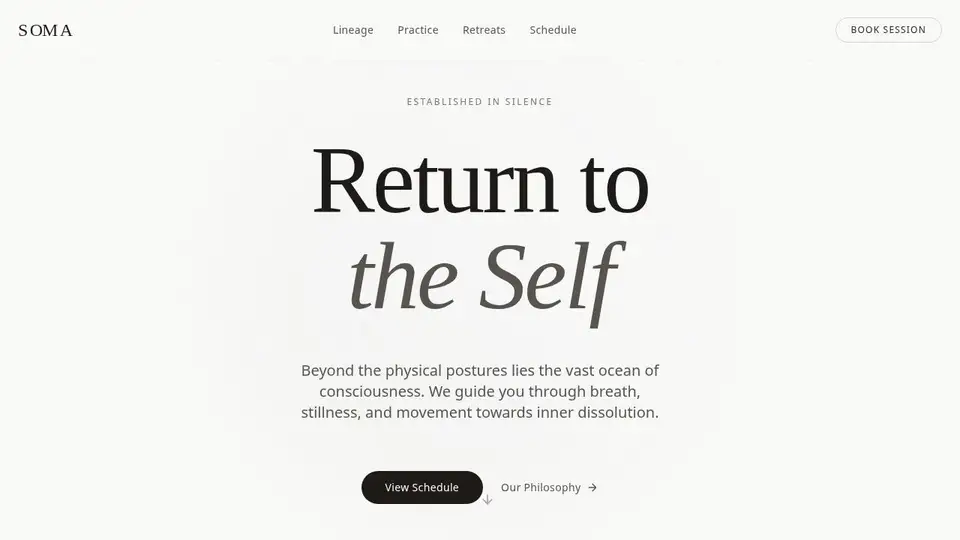 SOMA
Lineage
Practice
Retreats
Schedule
BOOK SESSION
ESTABLISHED IN SILENCE
Return to
the Self
Beyond the physical postures lies the vast ocean of
consciousness. We guide you through breath,
stillness, and movement towards inner dissolution.
View Schedule
Our Philosophy →